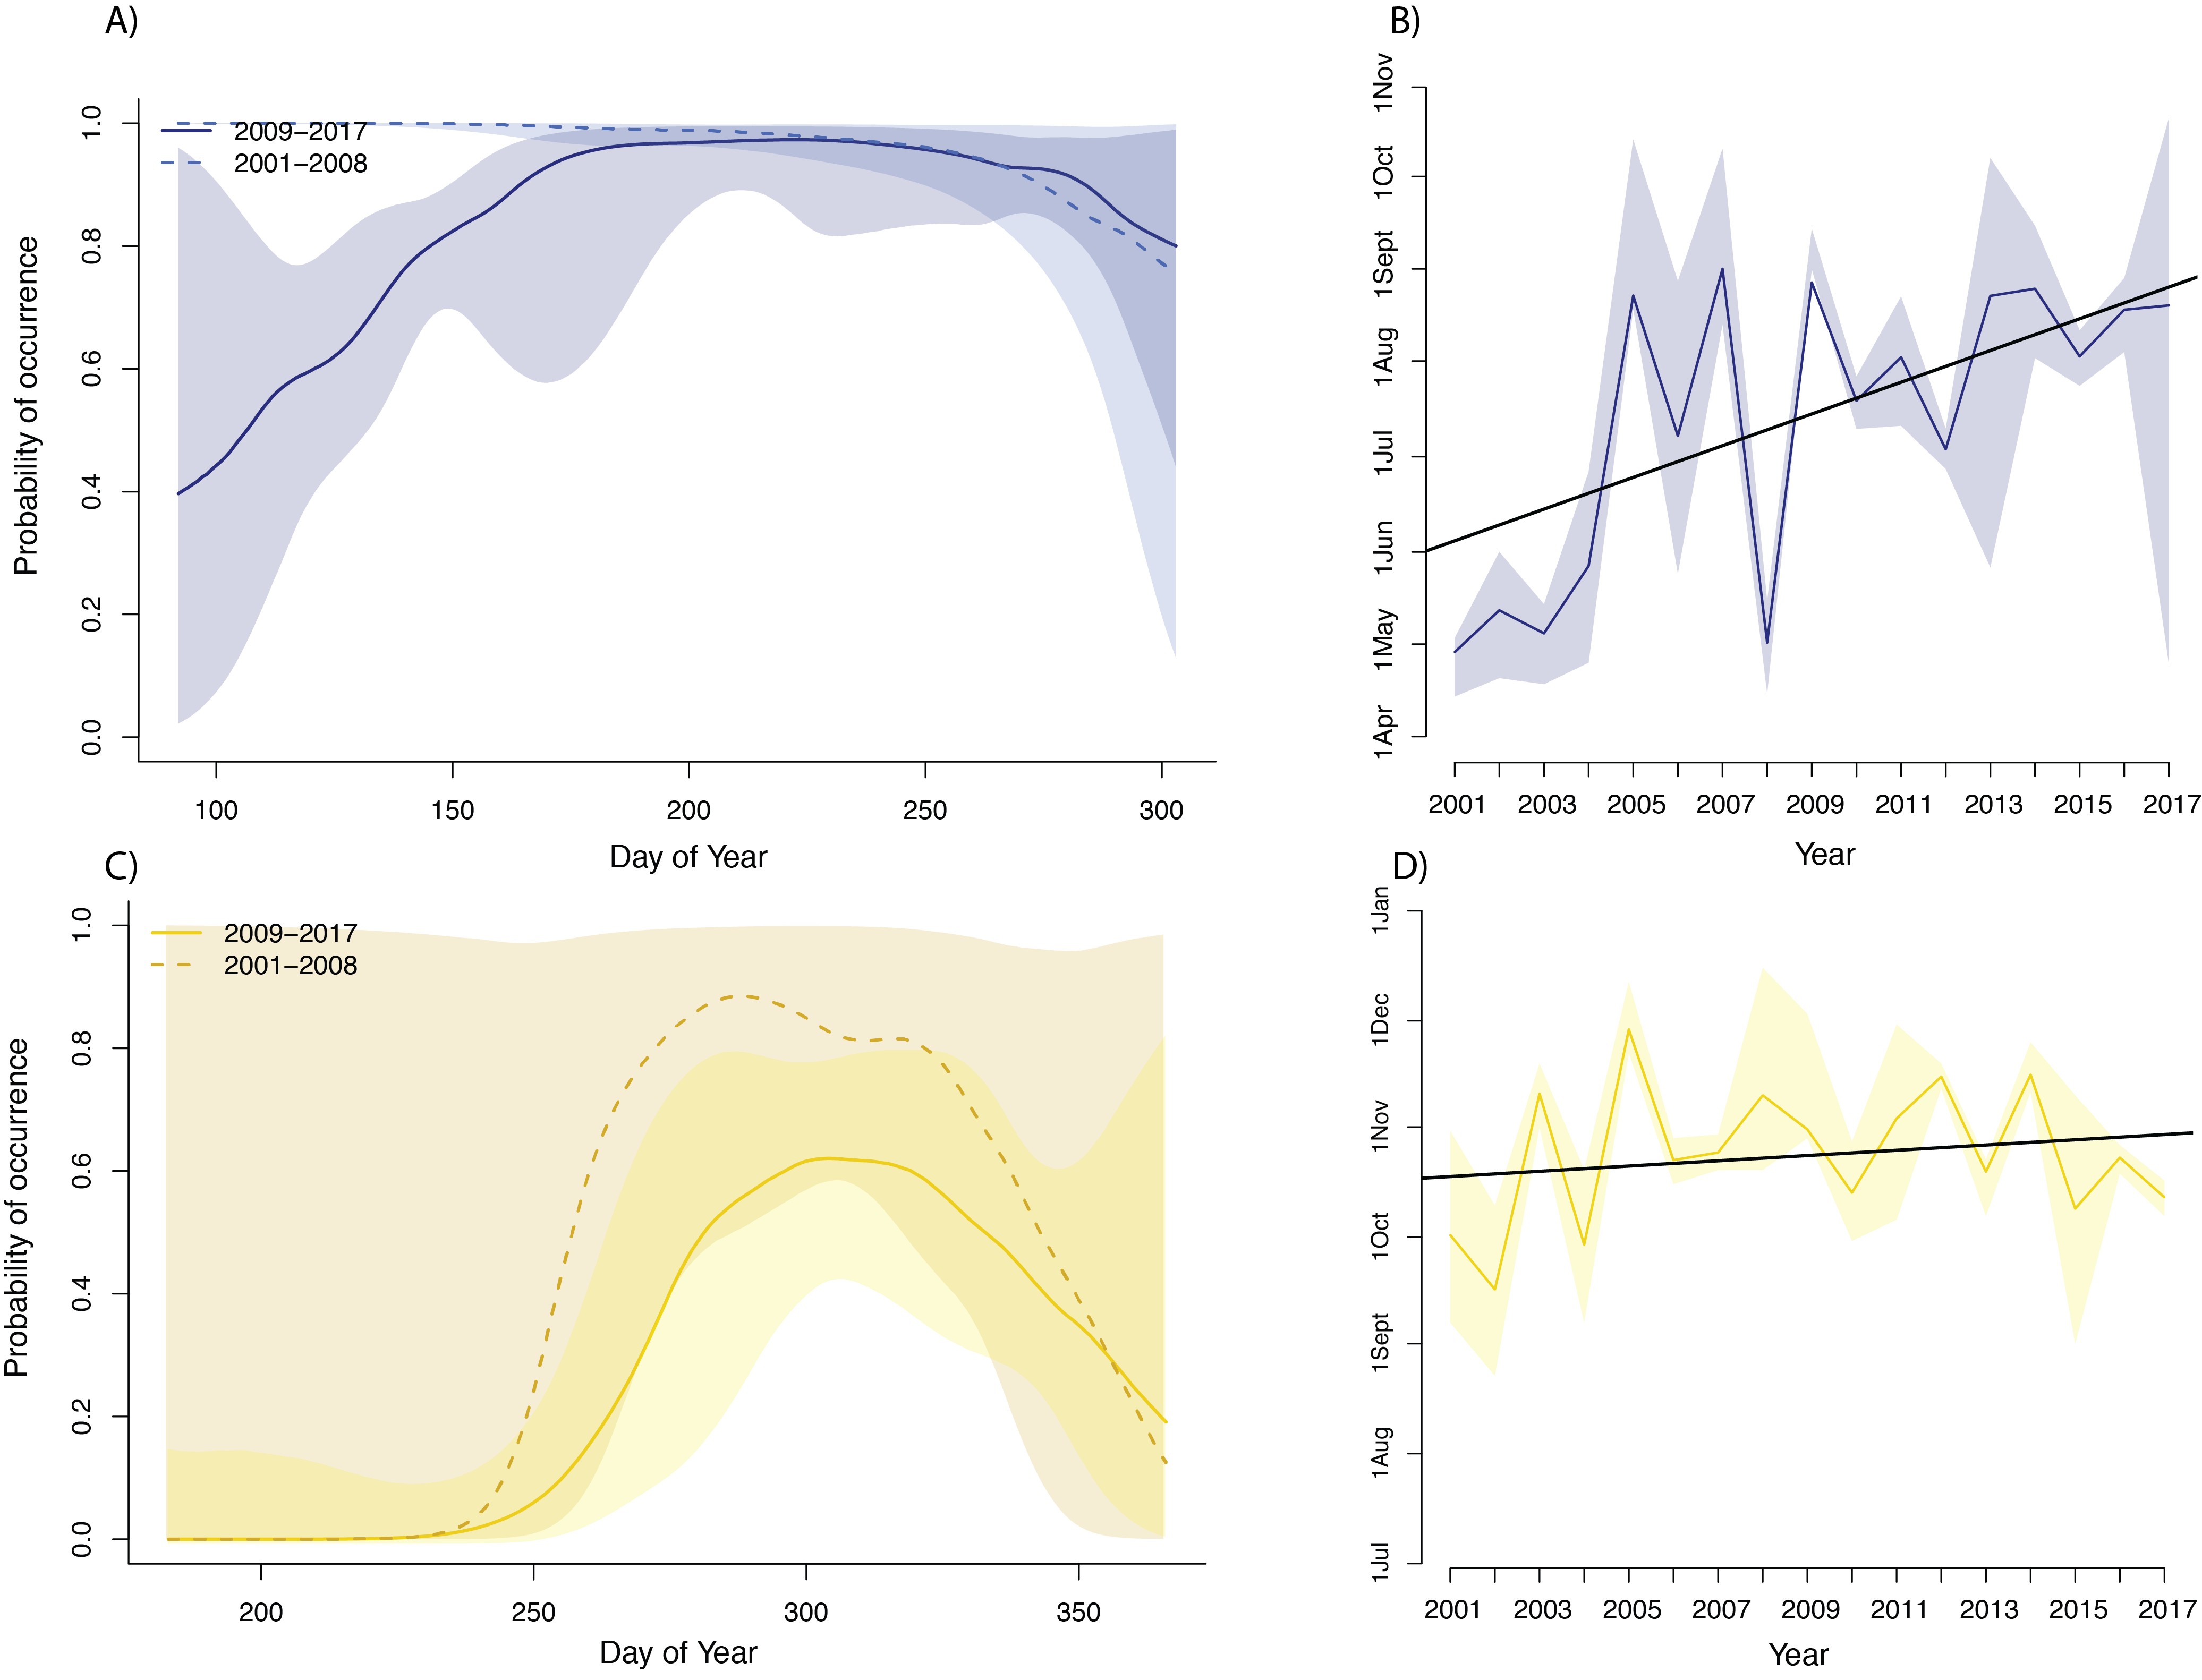 A)
Probability of occurrence
1.0
0.8
0.6
0.4
0.2
0.0
2009–2017
2001–2008
100 150 200 250 300
Day of Year
B)
1Nov
1Oct
1Sept
1Aug
1Jul
1Jun
1May
1Apr
2001 2003 2005 2007 2009 2011 2013 2015 2017
Year
C)
Probability of occurrence
1.0
0.8
0.6
0.4
0.2
0.0
2009–2017
2001–2008
200 250 300 350
Day of Year
D)
1Jan
1Dec
1Nov
1Oct
1Sept
1Aug
1Jul
2001 2003 2005 2007 2009 2011 2013 2015 2017
Year